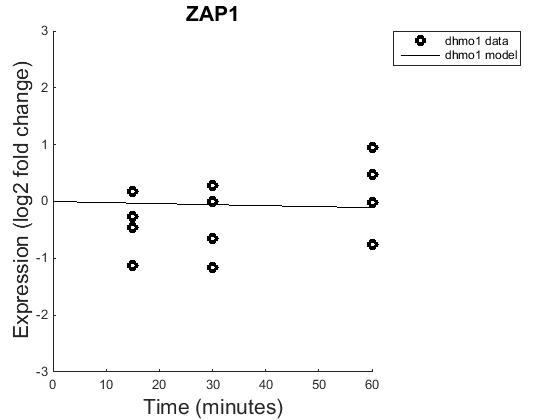 ZAP1
dhmo1 data
dhmo1 model
Expression (log2 fold change)
3
2
1
0
-1
-2
-3
0 10 20 30 40 50 60
Time (minutes)